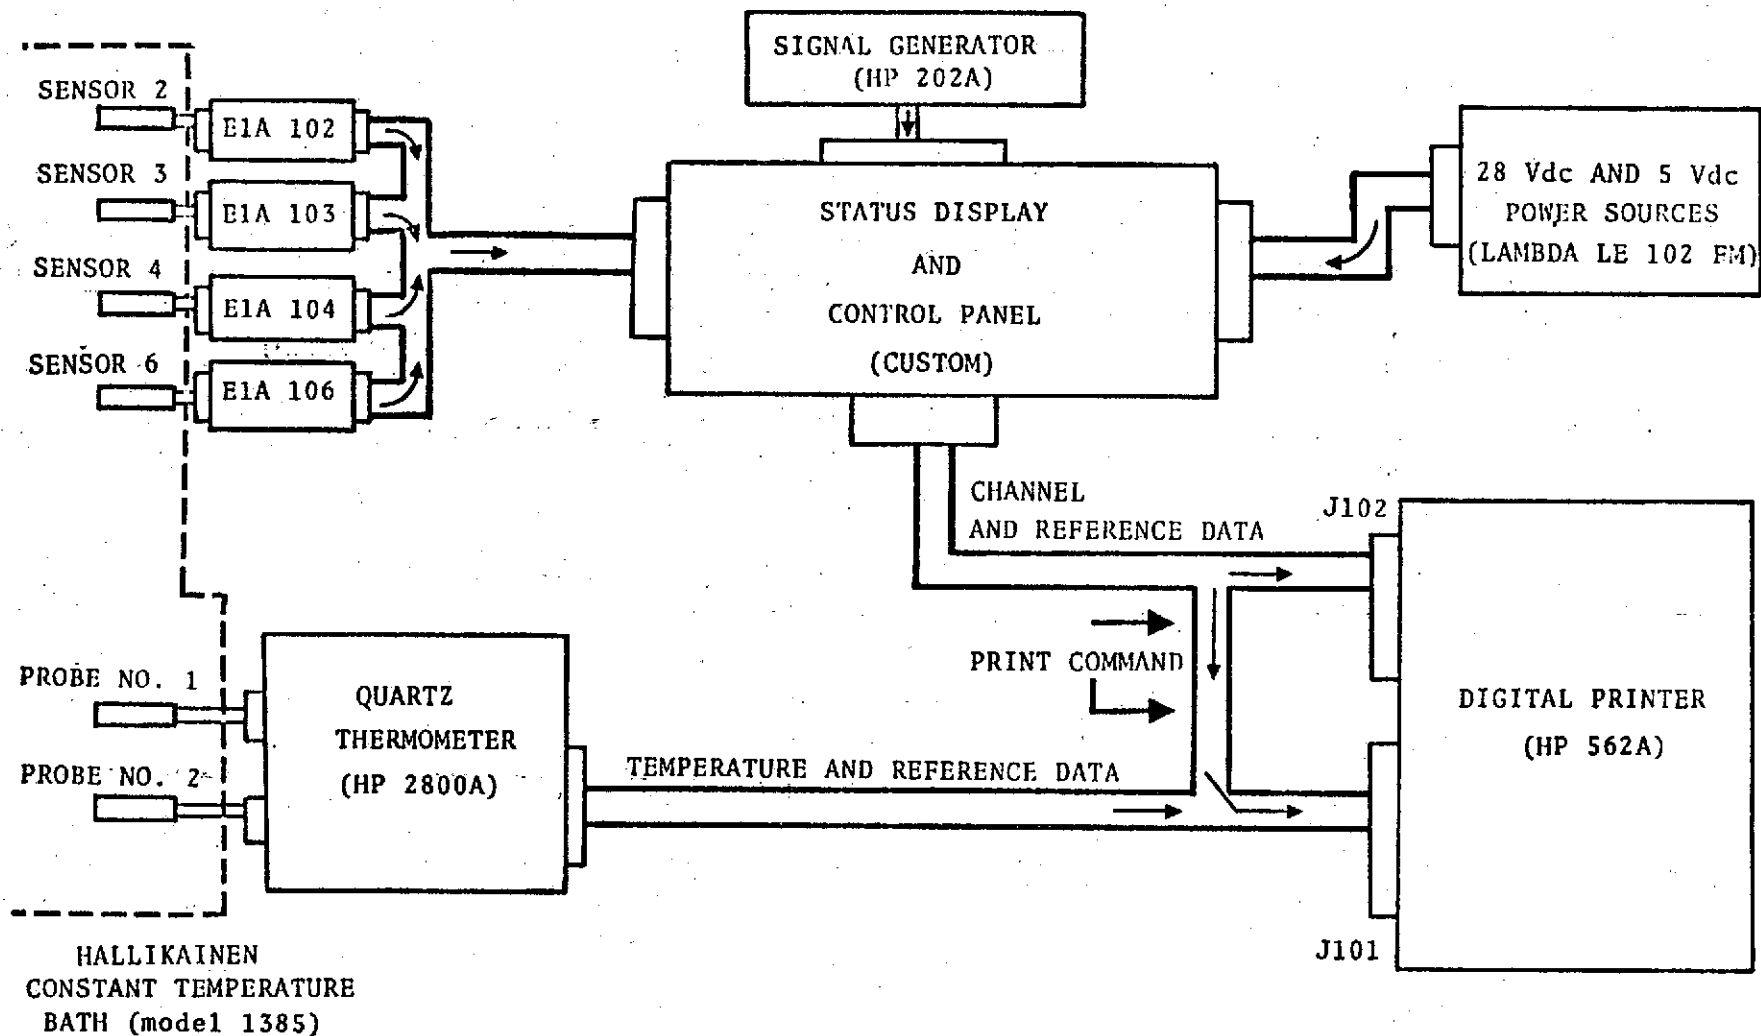 SIGNAL GENERATOR
(HP 202A)
SENSOR 2
E1A 102
SENSOR 3
E1A 103
SENSOR 4
E1A 104
SENSOR 6
E1A 106
STATUS DISPLAY
AND
CONTROL PANEL
(CUSTOM)
28 Vdc AND 5 Vdc
POWER SOURCES
(LAMBDA LE 102 FM)
CHANNEL
AND REFERENCE DATA
J102
PRINT COMMAND
PROBE NO. 1
PROBE NO. 2
QUARTZ
THERMOMETER
(HP 2800A)
TEMPERATURE AND REFERENCE DATA
DIGITAL PRINTER
(HP 562A)
J101
HALLIKAINEN
CONSTANT TEMPERATURE
BATH (model 1385)